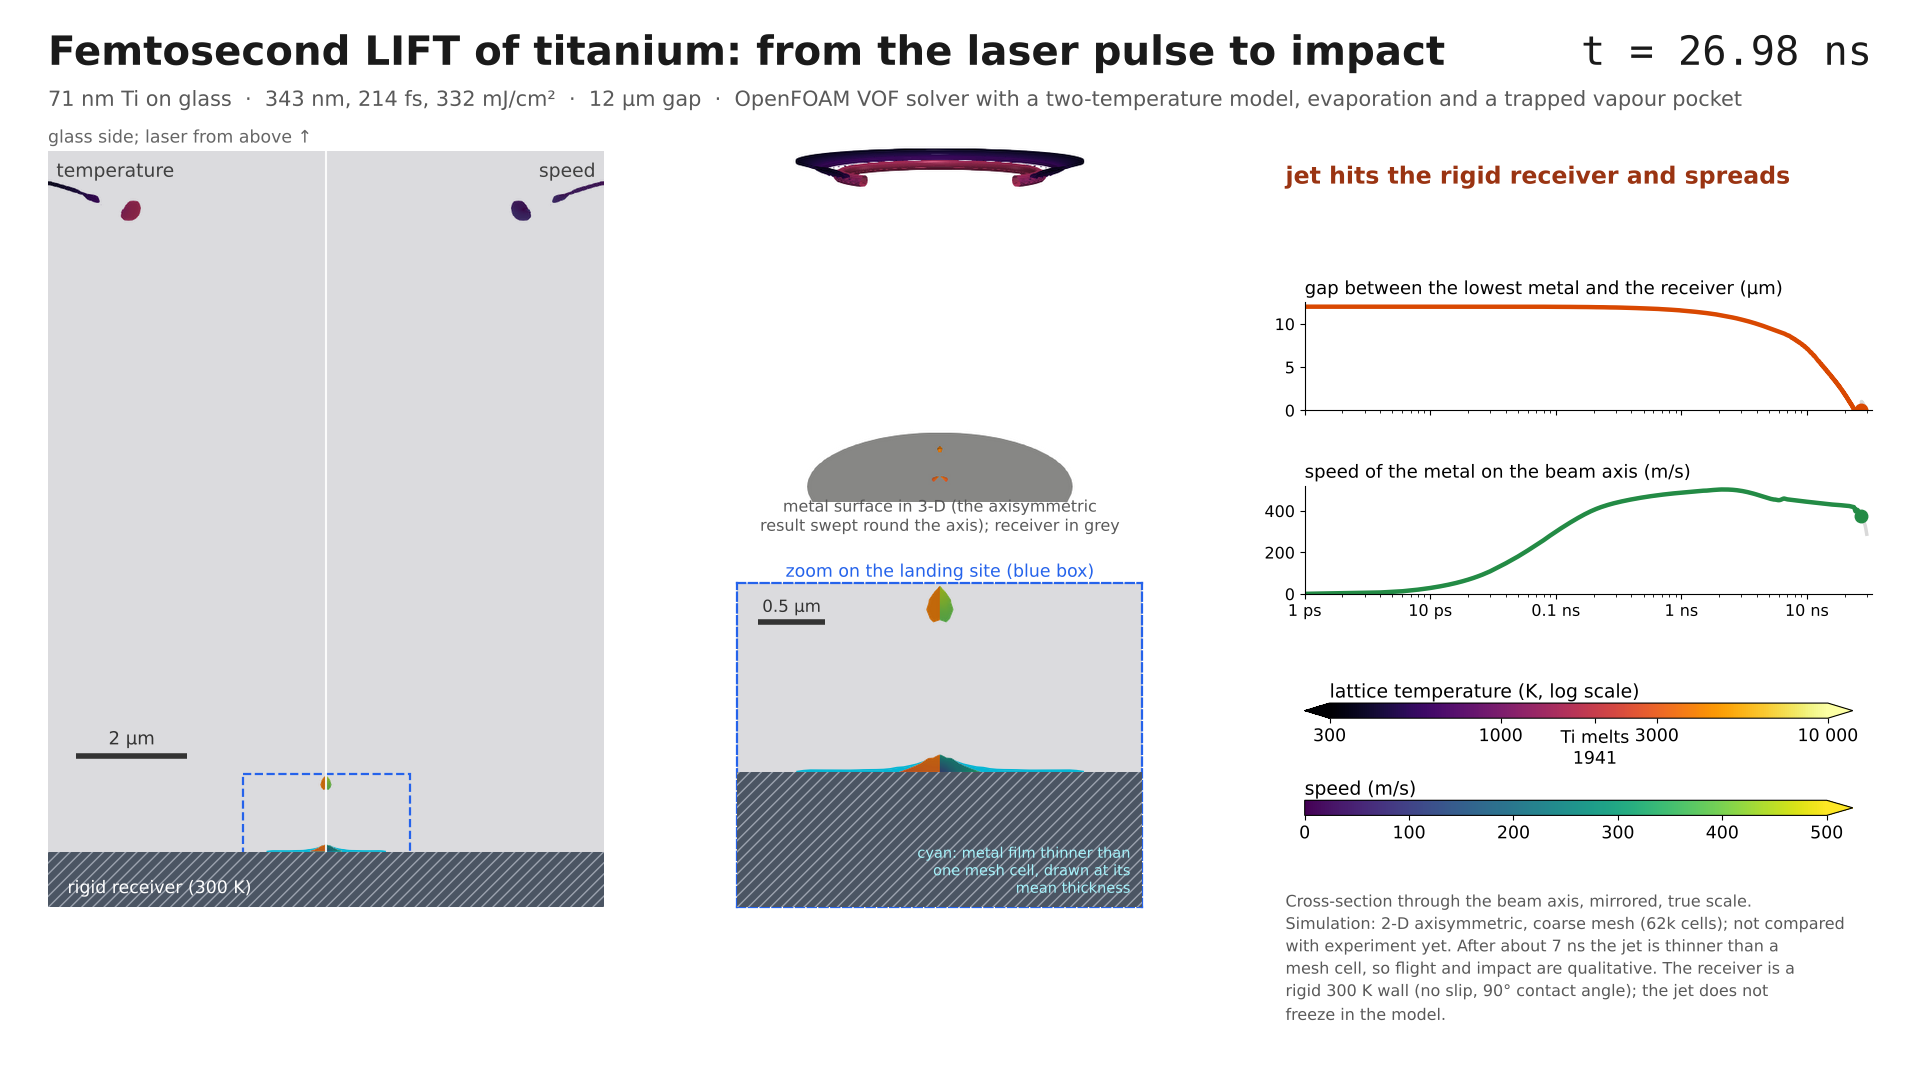 Femtosecond LIFT of titanium: from the laser pulse to impact
t = 26.98 ns
71 nm Ti on glass · 343 nm, 214 fs, 332 mJ/cm² · 12 µm gap · OpenFOAM VOF solver with a two-temperature model, evaporation and a trapped vapour pocket
glass side; laser from above ↑
temperature
speed
2 µm
rigid receiver (300 K)
metal surface in 3-D (the axisymmetric
result swept round the axis); receiver in grey
zoom on the landing site (blue box)
0.5 µm
cyan: metal film thinner than
one mesh cell, drawn at its
mean thickness
jet hits the rigid receiver and spreads
gap between the lowest metal and the receiver (µm)
10
5
0
speed of the metal on the beam axis (m/s)
400
200
0
1 ps 10 ps 0.1 ns 1 ns 10 ns
lattice temperature (K, log scale)
300 1000 Ti melts 3000 10 000
1941
speed (m/s)
0 100 200 300 400 500
Cross-section through the beam axis, mirrored, true scale.
Simulation: 2-D axisymmetric, coarse mesh (62k cells); not compared
with experiment yet. After about 7 ns the jet is thinner than a
mesh cell, so flight and impact are qualitative. The receiver is a
rigid 300 K wall (no slip, 90° contact angle); the jet does not
freeze in the model.